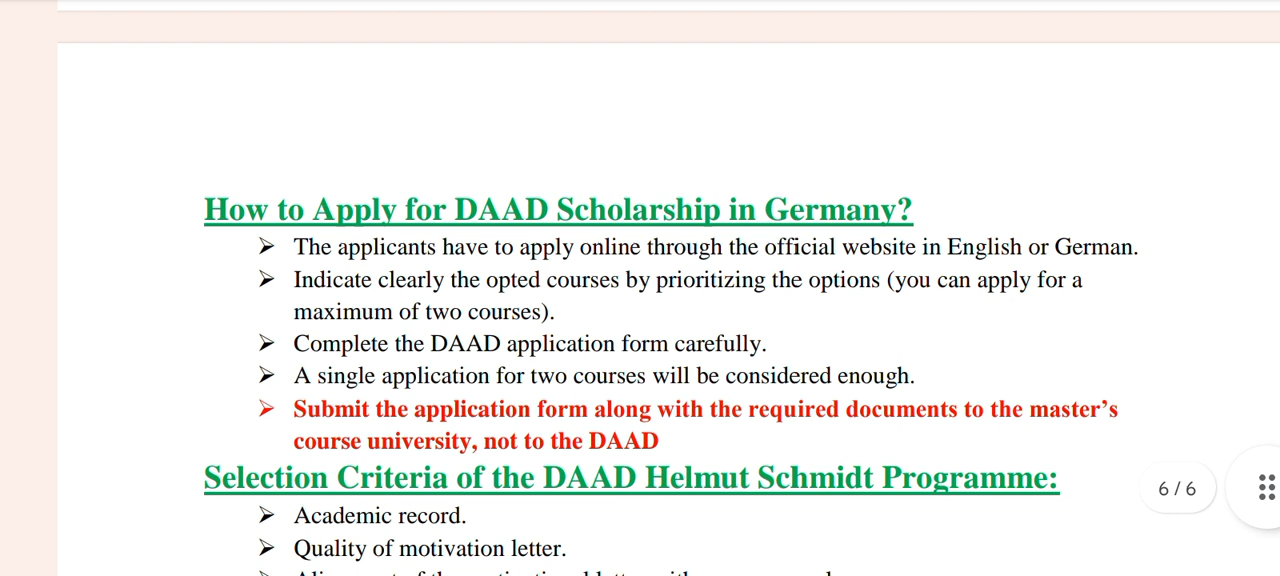 How to Apply for DAAD Scholarship in Germany?
➢ The applicants have to apply online through the official website in English or German.
➢ Indicate clearly the opted courses by prioritizing the options (you can apply for a
maximum of two courses).
➢ Complete the DAAD application form carefully.
➢ A single application for two courses will be considered enough.
➢ Submit the application form along with the required documents to the master’s
course university, not to the DAAD
Selection Criteria of the DAAD Helmut Schmidt Programme:
6 / 6
➢ Academic record.
➢ Quality of motivation letter.